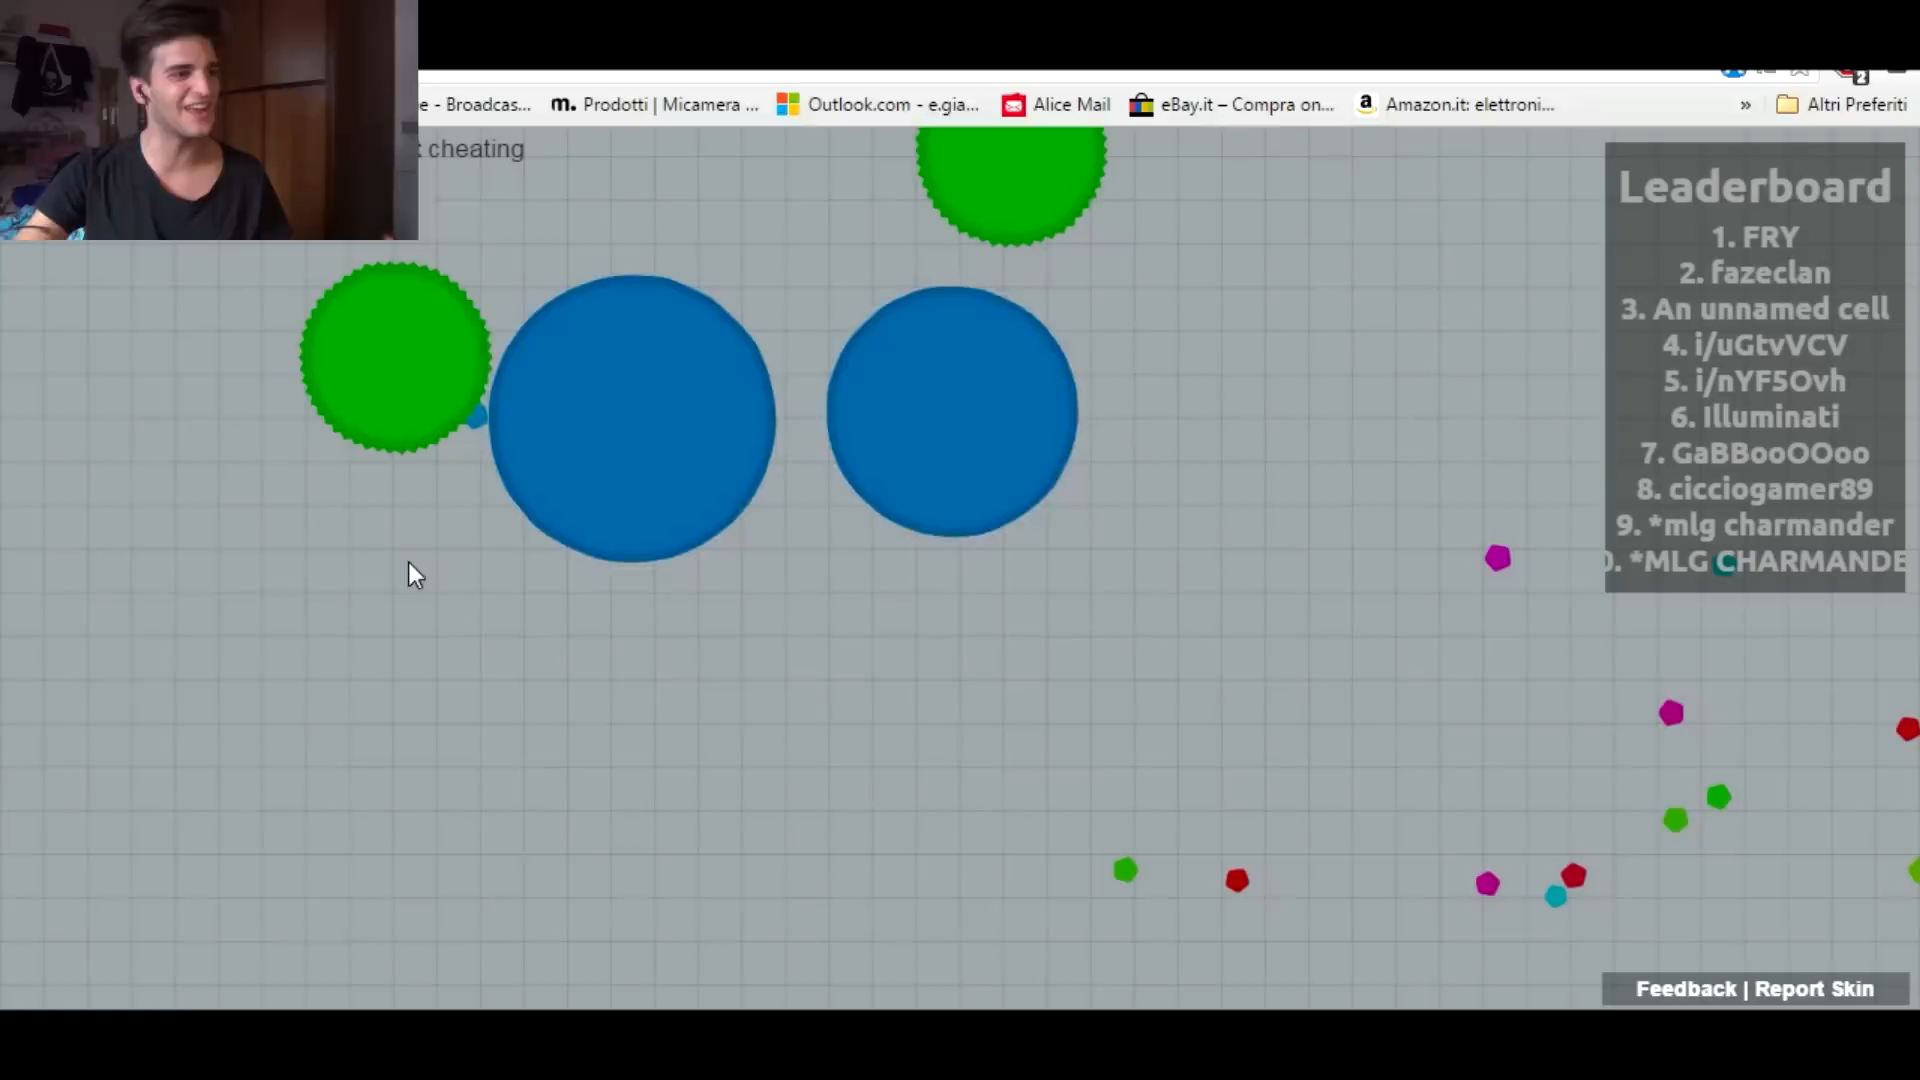 e - Broadcas... m. Prodotti | Micamera ... Outlook.com - e.gia... Alice Mail eBay.it – Compra on... a Amazon.it: elettroni... » Altri Preferiti
2
: cheating
Leaderboard
1. FRY
2. fazeclan
3. An unnamed cell
4. i/uGtvVCV
5. i/nYF5Ovh
6. Illuminati
7. GaBBooOOoo
8. cicciogamer89
9. *mlg charmander
0. *MLG CHARMANDE
Feedback | Report Skin